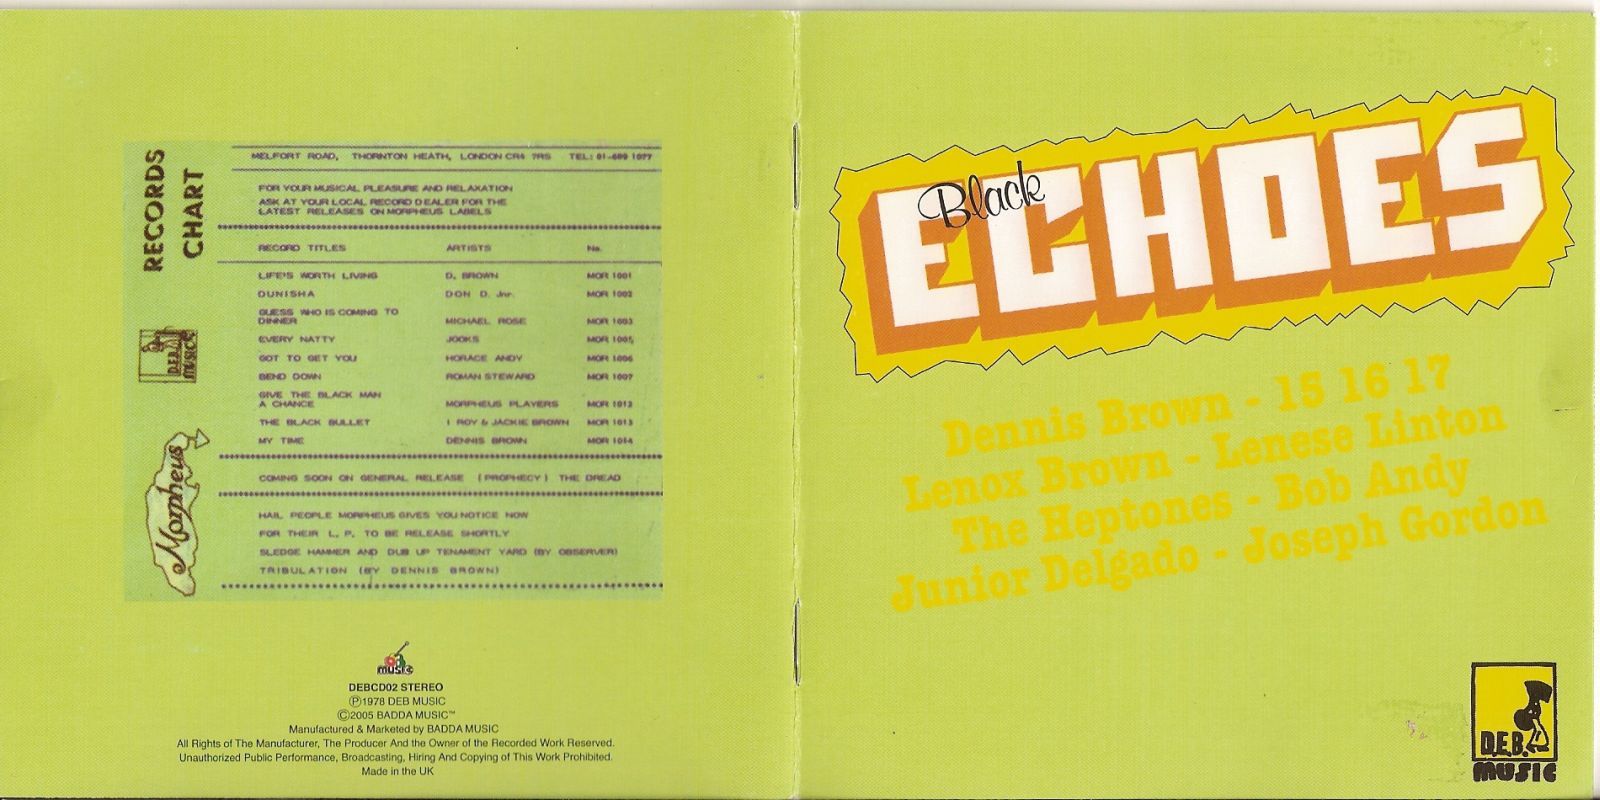 RECORDS
CHART
D.E.B.
MUSIC
Morpheus
MELFORT ROAD, THORNTON HEATH, LONDON CR4 7RS TEL: 01-689 1077
FOR YOUR MUSICAL PLEASURE AND RELAXATION
ASK AT YOUR LOCAL RECORD DEALER FOR THE
LATEST RELEASES ON MORPHEUS LABELS
RECORD TITLES ARTISTS No.
LIFE'S WORTH LIVING D. BROWN MOR 1001
DUNISHA DON D. Jnr. MOR 1002
GUESS WHO IS COMING TO
DINNER MICHAEL ROSE MOR 1003
EVERY NATTY JOOKS MOR 1005
GOT TO GET YOU HORACE ANDY MOR 1006
BEND DOWN ROMAN STEWARD MOR 1007
GIVE THE BLACK MAN
A CHANCE MORPHEUS PLAYERS MOR 1012
THE BLACK BULLET I ROY & JACKIE BROWN MOR 1013
MY TIME DENNIS BROWN MOR 1014
COMING SOON ON GENERAL RELEASE (PROPHECY) THE DREAD
HAIL PEOPLE MORPHEUS GIVES YOU NOTICE NOW
FOR THEIR L. P. TO BE RELEASE SHORTLY
SLEDGE HAMMER AND DUB UP TENAMENT YARD (BY OBSERVER)
TRIBULATION (BY DENNIS BROWN)
MUSIC
DEBCD02 STEREO
Ⓟ1978 DEB MUSIC
©2005 BADDA MUSIC™
Manufactured & Marketed by BADDA MUSIC
All Rights of The Manufacturer, The Producer And the Owner of the Recorded Work Reserved.
Unauthorized Public Performance, Broadcasting, Hiring And Copying of This Work Prohibited.
Made in the UK
Black
ECHOES
Dennis Brown - 15 16 17
Lenox Brown - Lenese Linton
The Heptones - Bob Andy
Junior Delgado - Joseph Gordon
D.E.B.
MUSIC